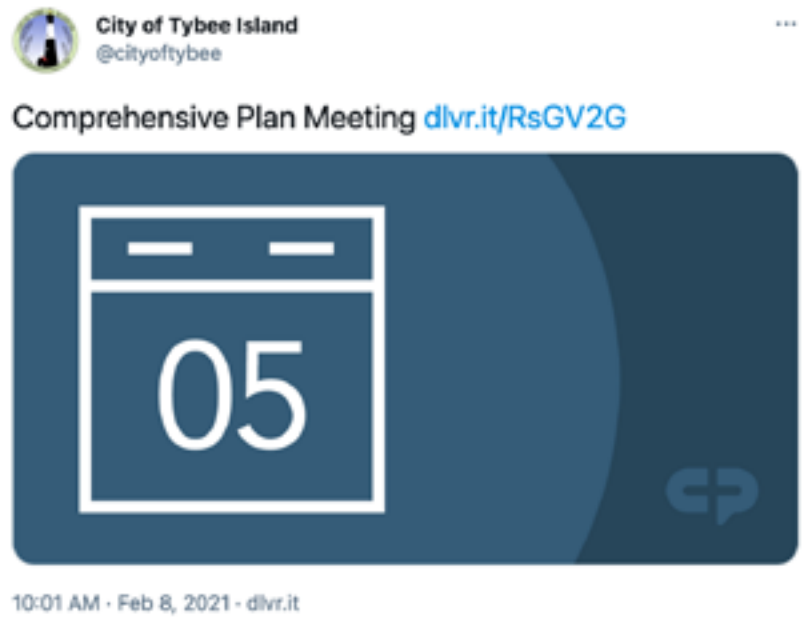 City of Tybee Island
@cityoftybee
Comprehensive Plan Meeting dlvr.it/RsGV2G
05
10:01 AM · Feb 8, 2021 · dlvr.it